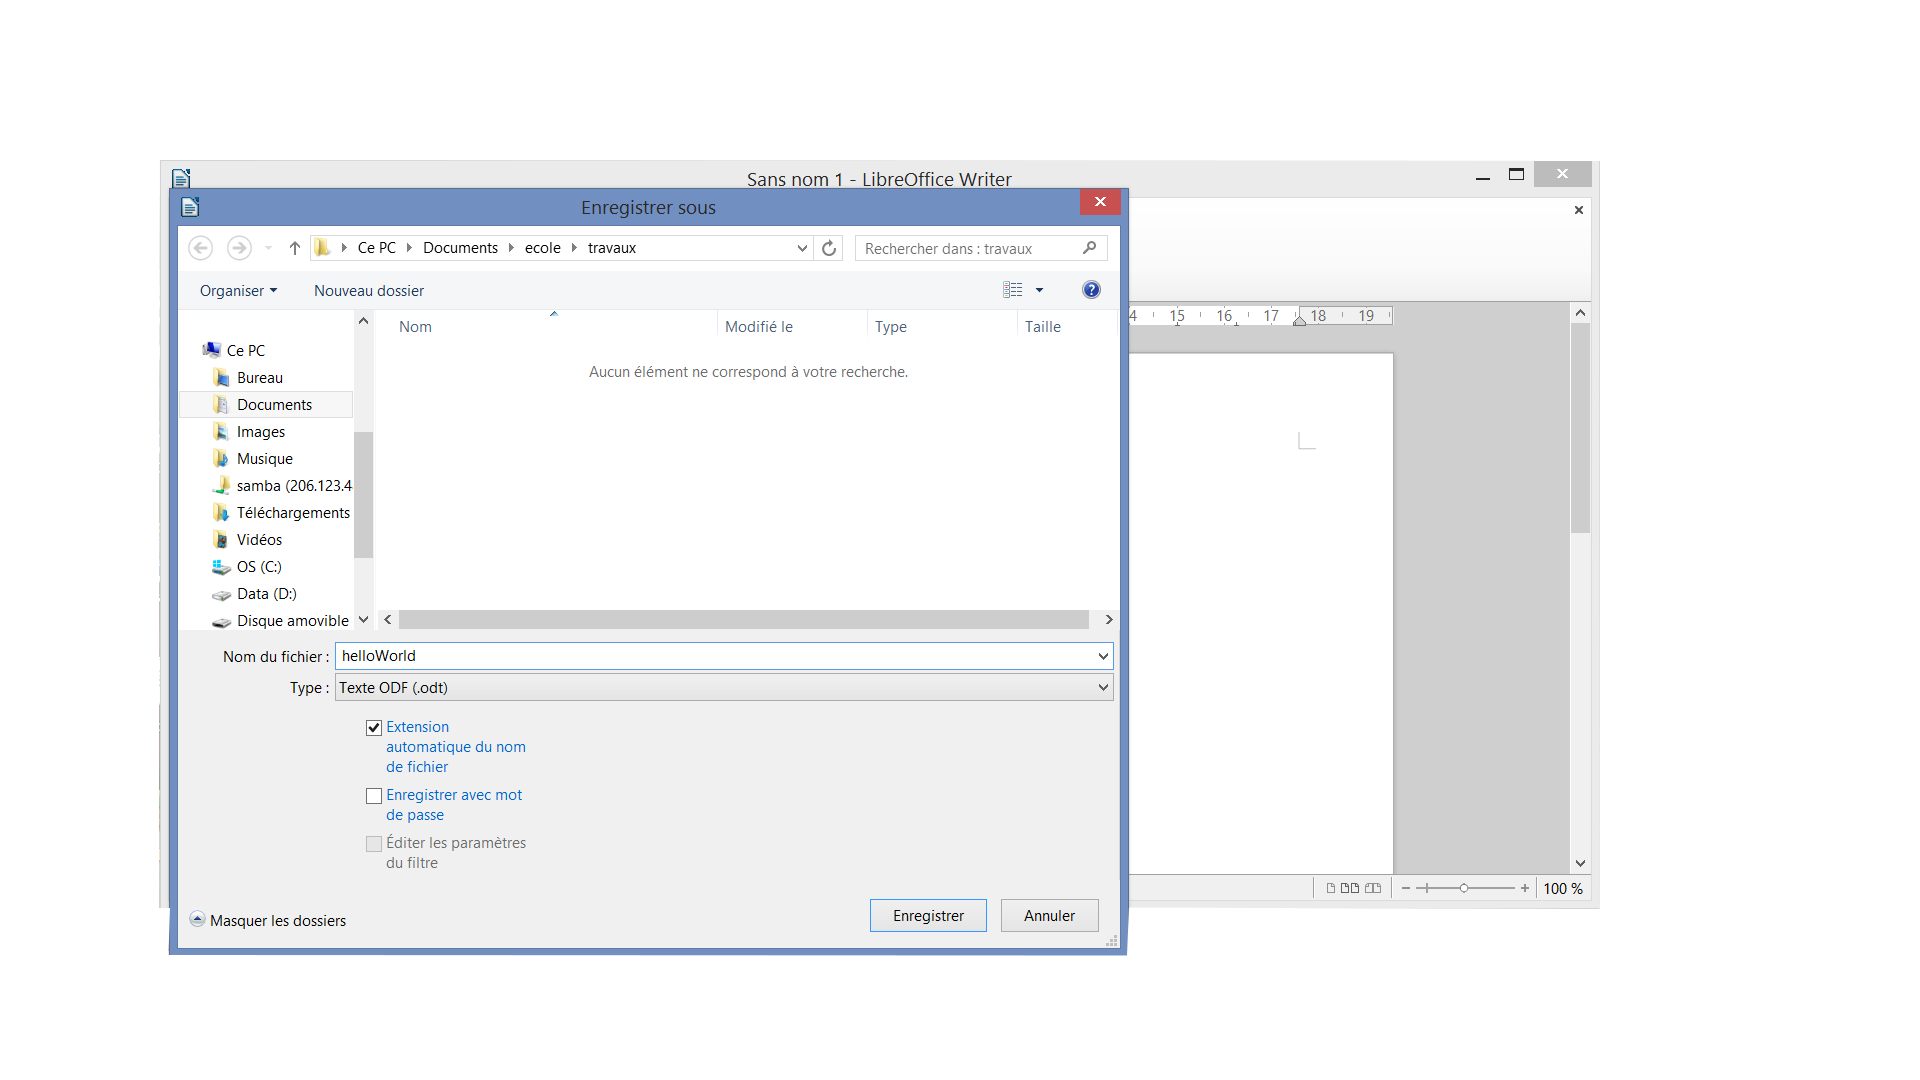 Sans nom 1 - LibreOffice Writer
Enregistrer sous
Ce PC Documents ecole travaux
Rechercher dans : travaux
Organiser Nouveau dossier
Nom Modifié le Type Taille
Aucun élément ne correspond à votre recherche.
Ce PC
Bureau
Documents
Images
Musique
samba (206.123.4
Téléchargements
Vidéos
OS (C:)
Data (D:)
Disque amovible
Nom du fichier : helloWorld
Type : Texte ODF (.odt)
Extension
automatique du nom
de fichier
Enregistrer avec mot
de passe
Éditer les paramètres
du filtre
Masquer les dossiers
Enregistrer Annuler
4 15 16 17 18 19
100 %